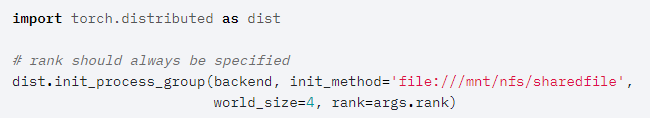 import torch.distributed as dist
# rank should always be specified
dist.init_process_group(backend, init_method='file:///mnt/nfs/sharedfile',
world_size=4, rank=args.rank)